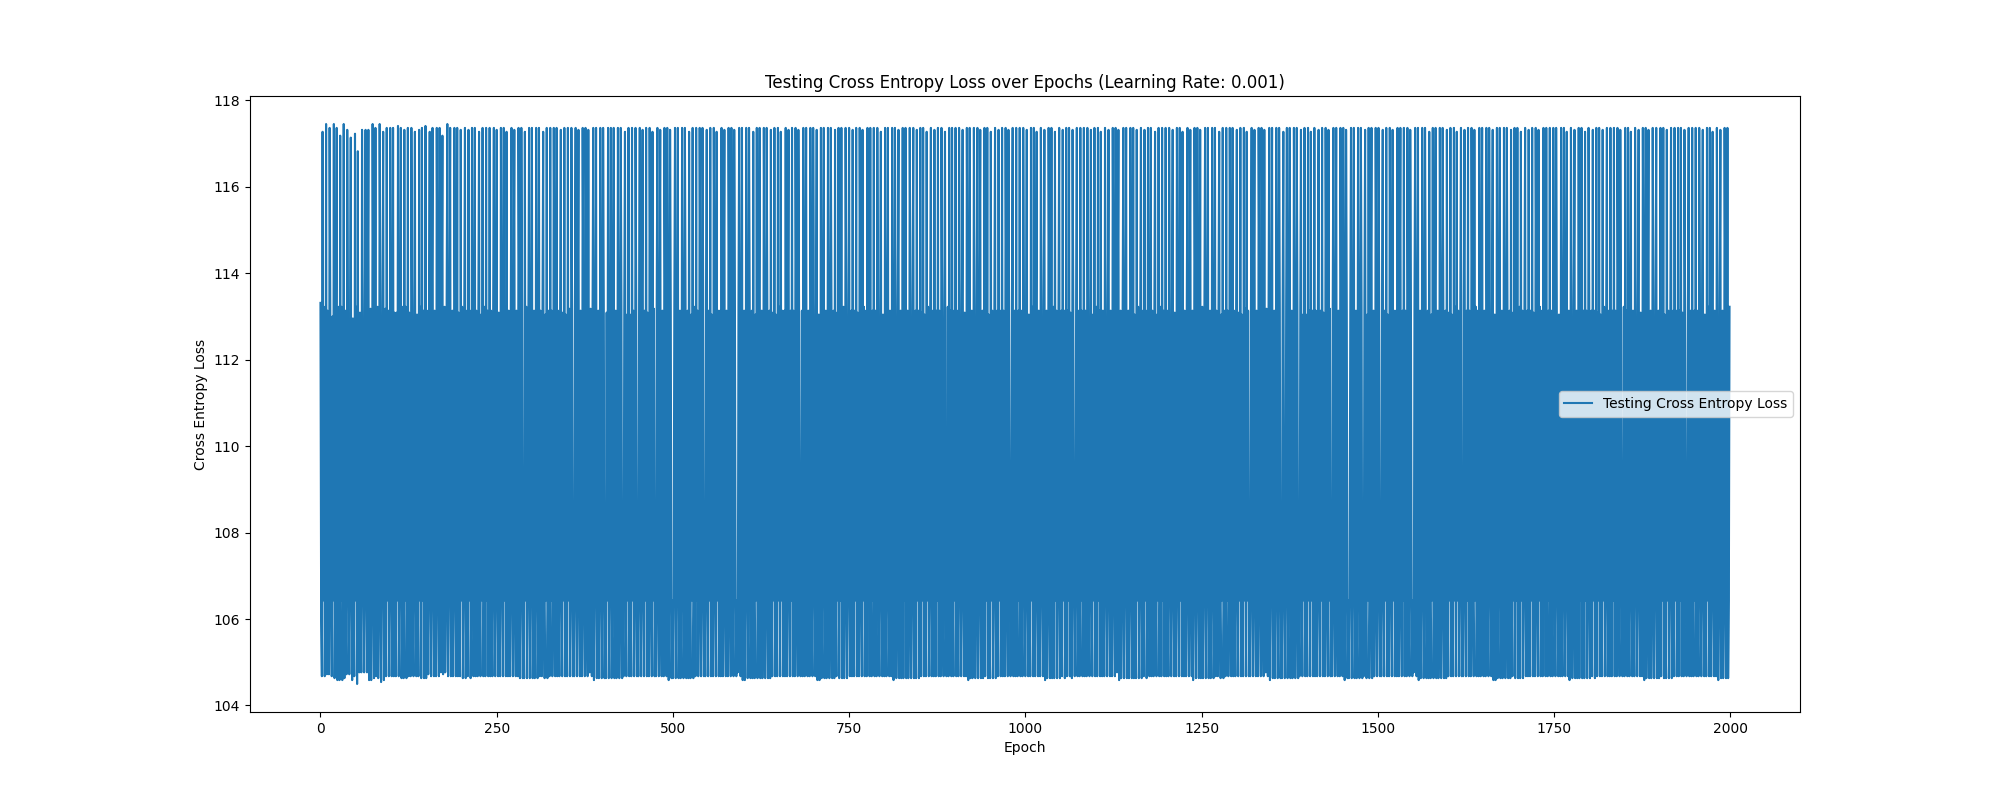 Testing Cross Entropy Loss over Epochs (Learning Rate: 0.001)
118
116
114
112
110
108
106
104
Cross Entropy Loss
Testing Cross Entropy Loss
0 250 500 750 1000 1250 1500 1750 2000
Epoch